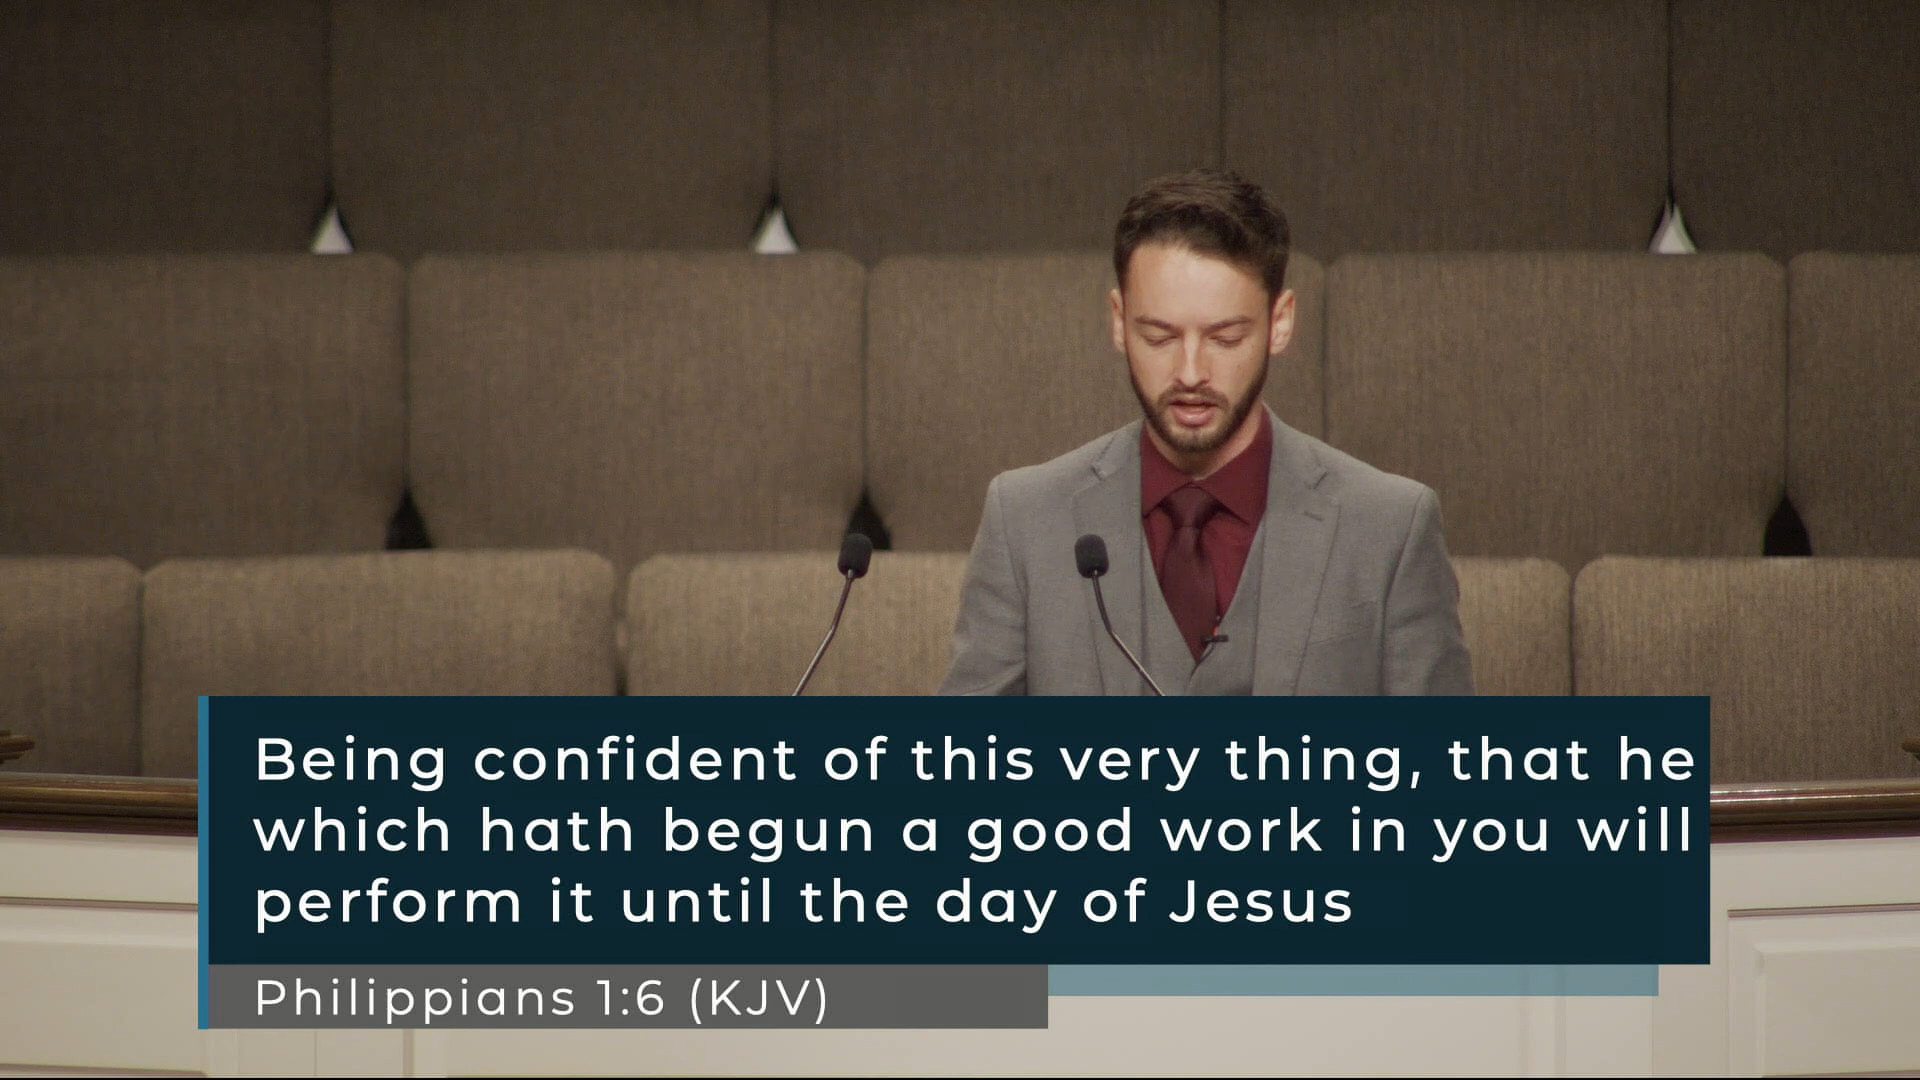 Being confident of this very thing, that he
which hath begun a good work in you will
perform it until the day of Jesus
Philippians 1:6 (KJV)